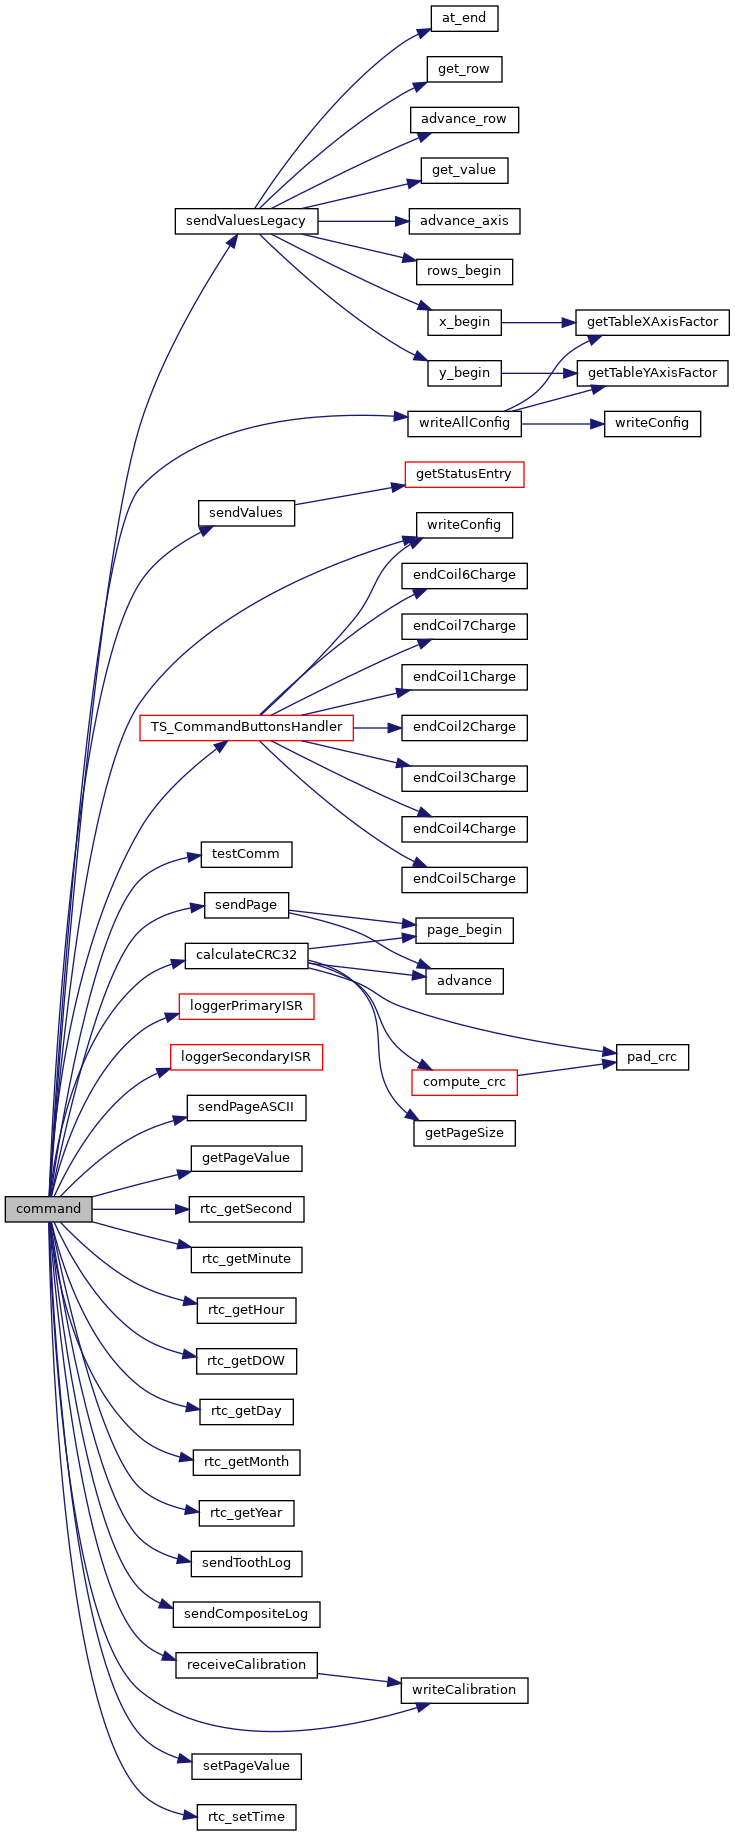 at_end
get_row
advance_row
get_value
sendValuesLegacy
advance_axis
rows_begin
x_begin
getTableXAxisFactor
y_begin
getTableYAxisFactor
writeAllConfig
writeConfig
getStatusEntry
sendValues
writeConfig
endCoil6Charge
endCoil7Charge
endCoil1Charge
TS_CommandButtonsHandler
endCoil2Charge
endCoil3Charge
endCoil4Charge
testComm
endCoil5Charge
sendPage
page_begin
calculateCRC32
advance
loggerPrimaryISR
loggerSecondaryISR
pad_crc
compute_crc
sendPageASCII
getPageSize
getPageValue
command
rtc_getSecond
rtc_getMinute
rtc_getHour
rtc_getDOW
rtc_getDay
rtc_getMonth
rtc_getYear
sendToothLog
sendCompositeLog
receiveCalibration
writeCalibration
setPageValue
rtc_setTime